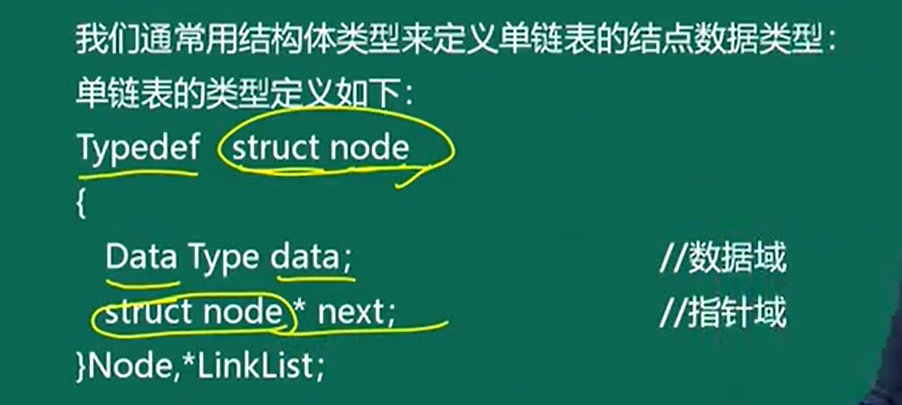 我们通常用结构体类型来定义单链表的结点数据类型：
单链表的类型定义如下：
Typedef struct node
{
Data Type data; //数据域
struct node * next; //指针域
}Node,*LinkList;